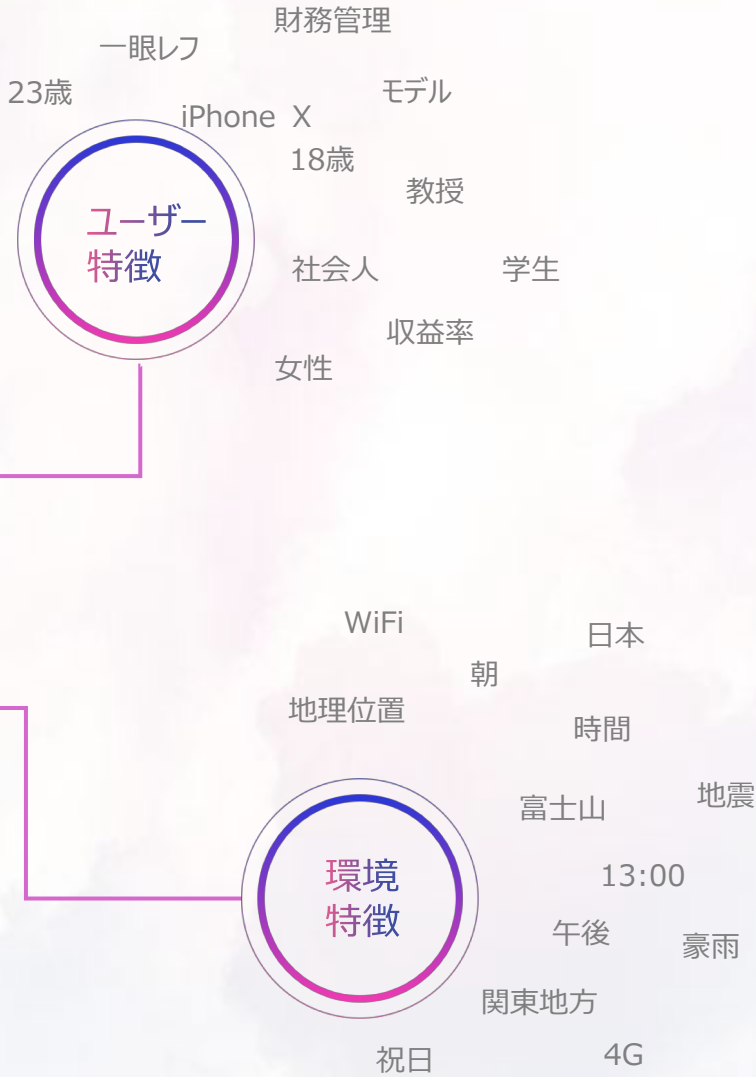 財務管理
一眼レフ
23歳
モデル
iPhone X
18歳
教授
ユーザー
特徴
社会人
学生
収益率
女性
WiFi
日本
朝
地理位置
時間
富士山
地震
環境
特徴
13:00
午後
豪雨
関東地方
祝日
4G